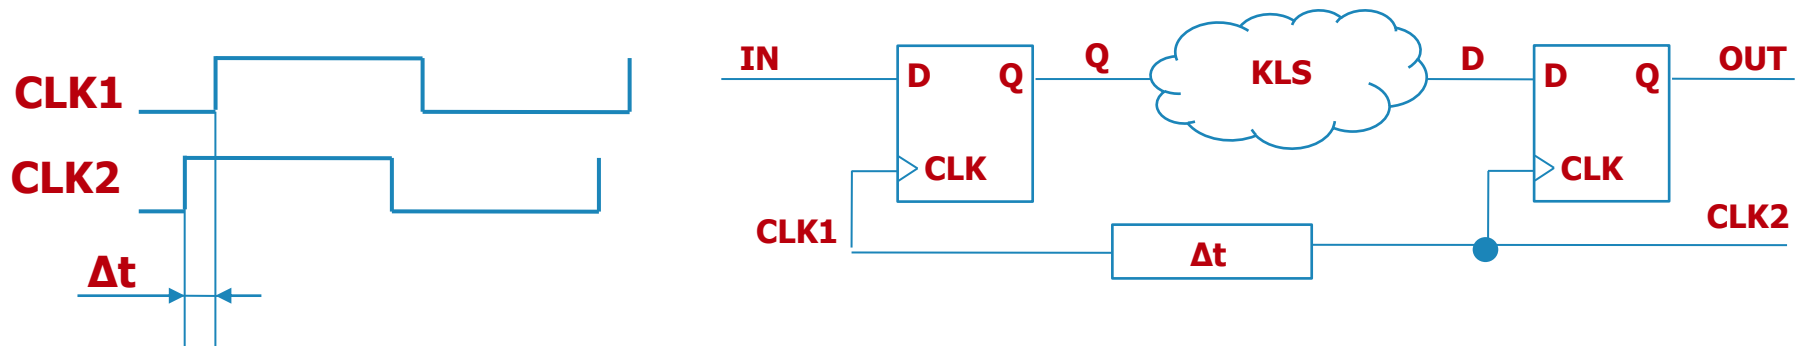 CLK1
CLK2
Δt
IN
Q
KLS
D
OUT
D Q
D Q
CLK
CLK
CLK1
Δt
CLK2